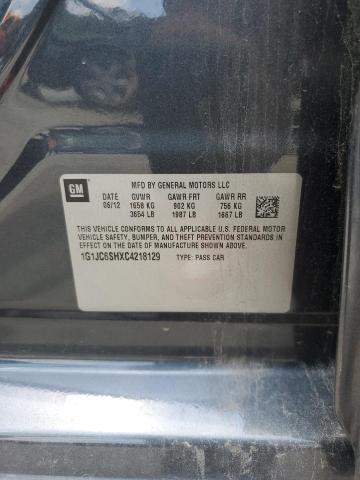 GM
MFD BY GENERAL MOTORS LLC
DATE GVWR GAWR FRT GAWR RR
06/12 1658 KG 902 KG 756 KG
3654 LB 1987 LB 1667 LB
THIS VEHICLE CONFORMS TO ALL APPLICABLE U.S. FEDERAL MOTOR
VEHICLE SAFETY, BUMPER, AND THEFT PREVENTION STANDARDS IN
EFFECT ON THE DATE OF MANUFACTURE SHOWN ABOVE.
1G1JC6SHXC4218129 TYPE: PASS CAR